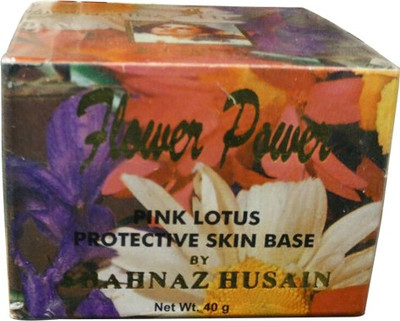 Flower Power
PINK LOTUS
PROTECTIVE SKIN BASE
BY
SHAHNAZ HUSAIN
Net Wt. 40 g